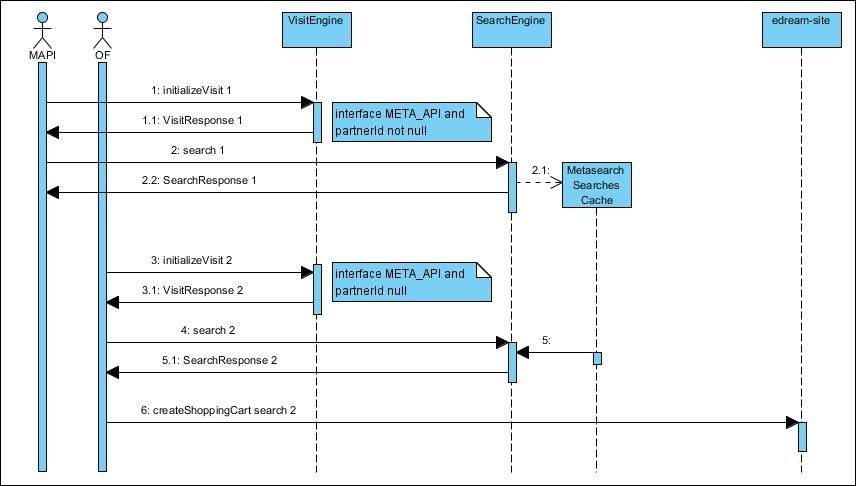 MAPI
OF
VisitEngine
SearchEngine
edream-site
1: initializeVisit 1
interface META_API and
partnerId not null
1.1: VisitResponse 1
2: search 1
2.1:
Metasearch
Searches
Cache
2.2: SearchResponse 1
3: initializeVisit 2
interface META_API and
partnerId null
3.1: VisitResponse 2
4: search 2
5:
5.1: SearchResponse 2
6: createShoppingCart search 2